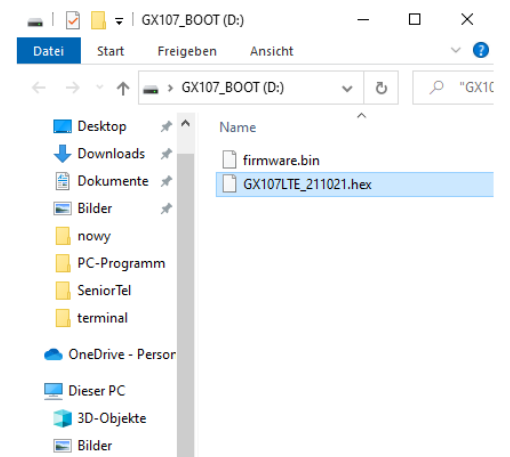 GX107_BOOT (D:)
Datei Start Freigeben Ansicht
GX107_BOOT (D:)
Desktop
Downloads
Dokumente
Bilder
nowy
PC-Programm
SeniorTel
terminal
OneDrive - Person
Dieser PC
3D-Objekte
Bilder
Name
firmware.bin
GX107LTE_211021.hex